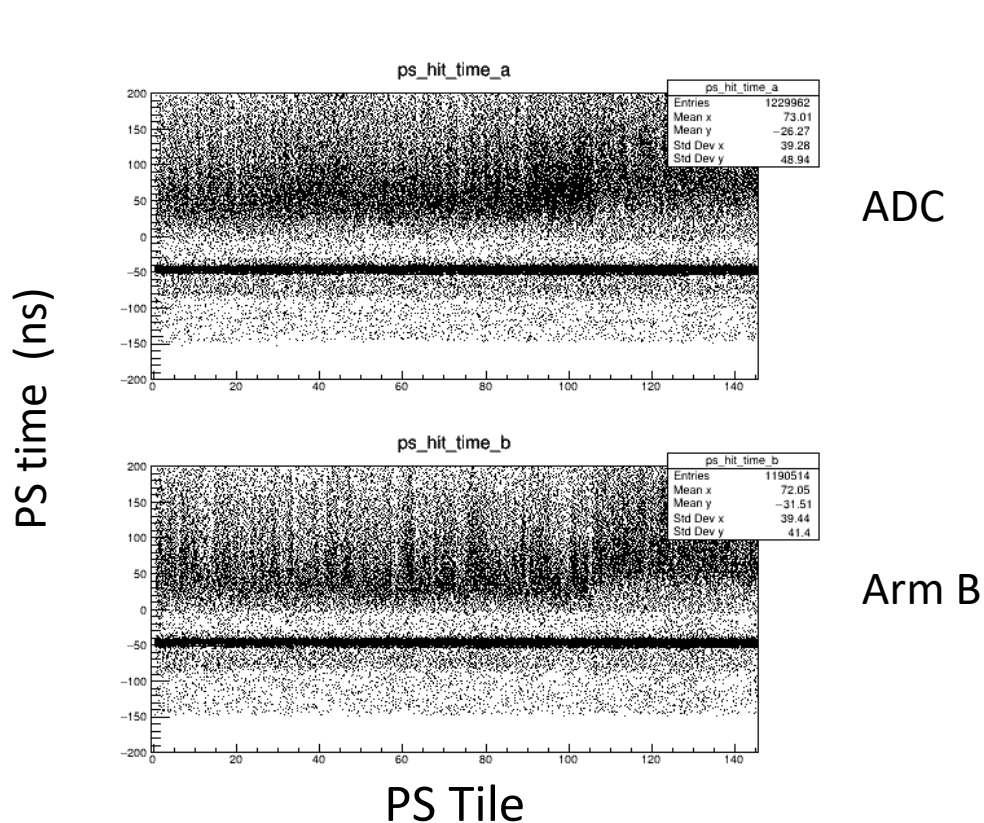 ps_hit_time_a
ps_hit_time_a
Entries 1229962
Mean x 73.01
Mean y −26.27
Std Dev x 39.28
Std Dev y 48.94
200
150
100
50
0
−50
−100
−150
−200
0 20 40 60 80 100 120 140
ADC
PS time (ns)
ps_hit_time_b
ps_hit_time_b
Entries 1190514
Mean x 72.05
Mean y −31.51
Std Dev x 39.44
Std Dev y 41.4
200
150
100
50
0
−50
−100
−150
−200
0 20 40 60 80 100 120 140
Arm B
PS Tile